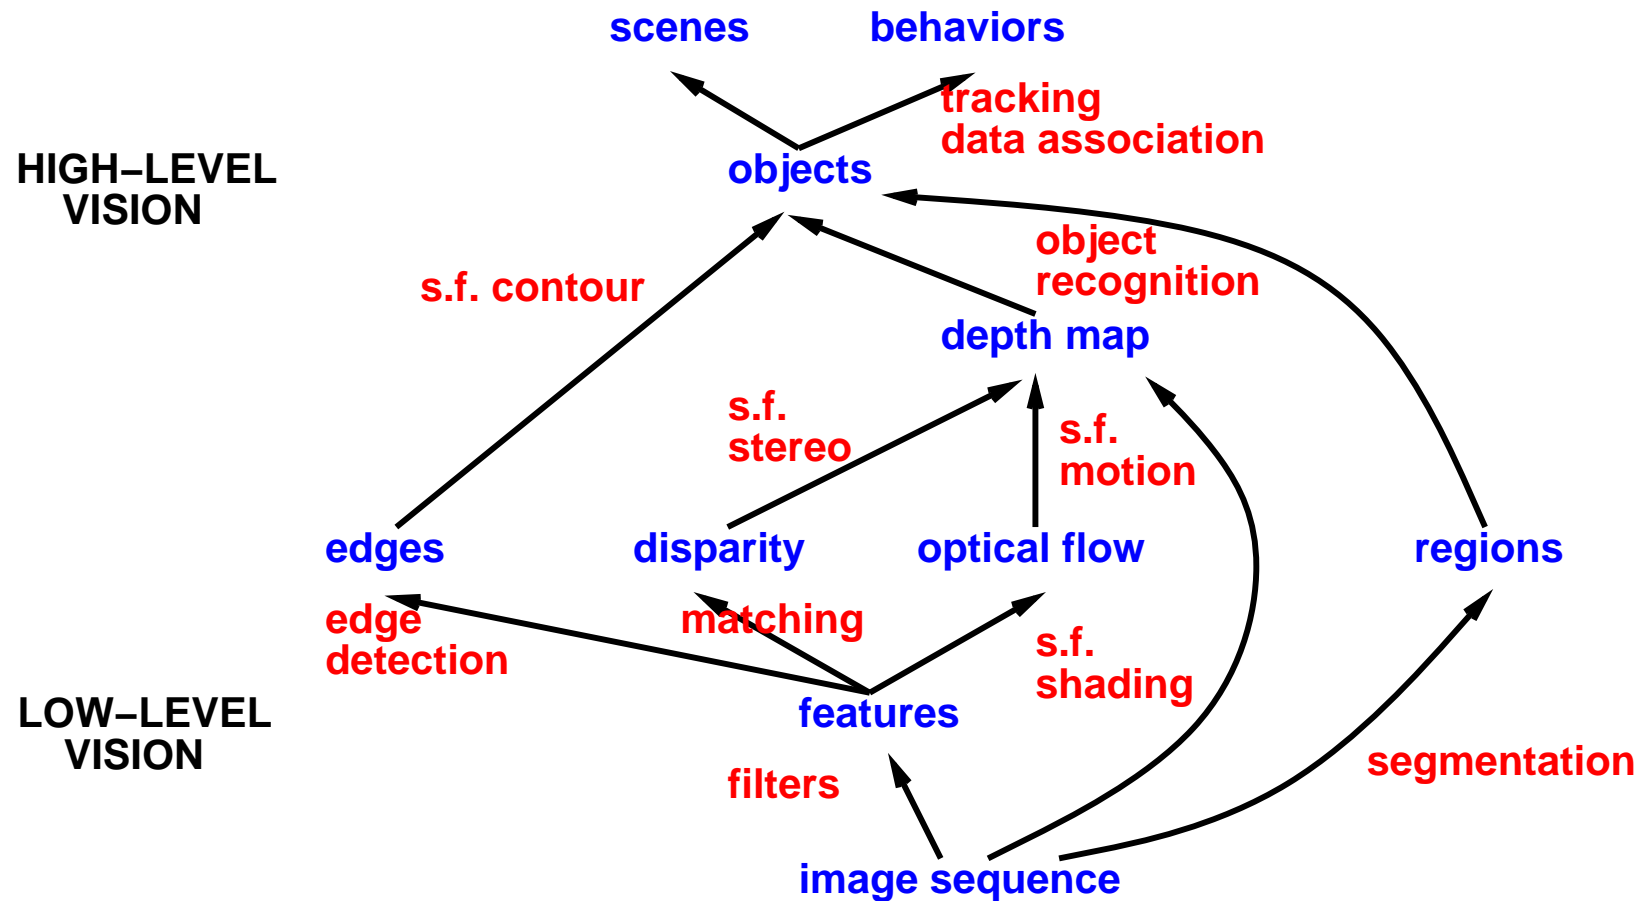 scenes
behaviors
tracking
data association
HIGH–LEVEL
VISION
objects
object
recognition
s.f. contour
depth map
s.f.
stereo
s.f.
motion
edges
disparity
optical flow
regions
edge
detection
matching
s.f.
shading
LOW–LEVEL
VISION
features
filters
segmentation
image sequence